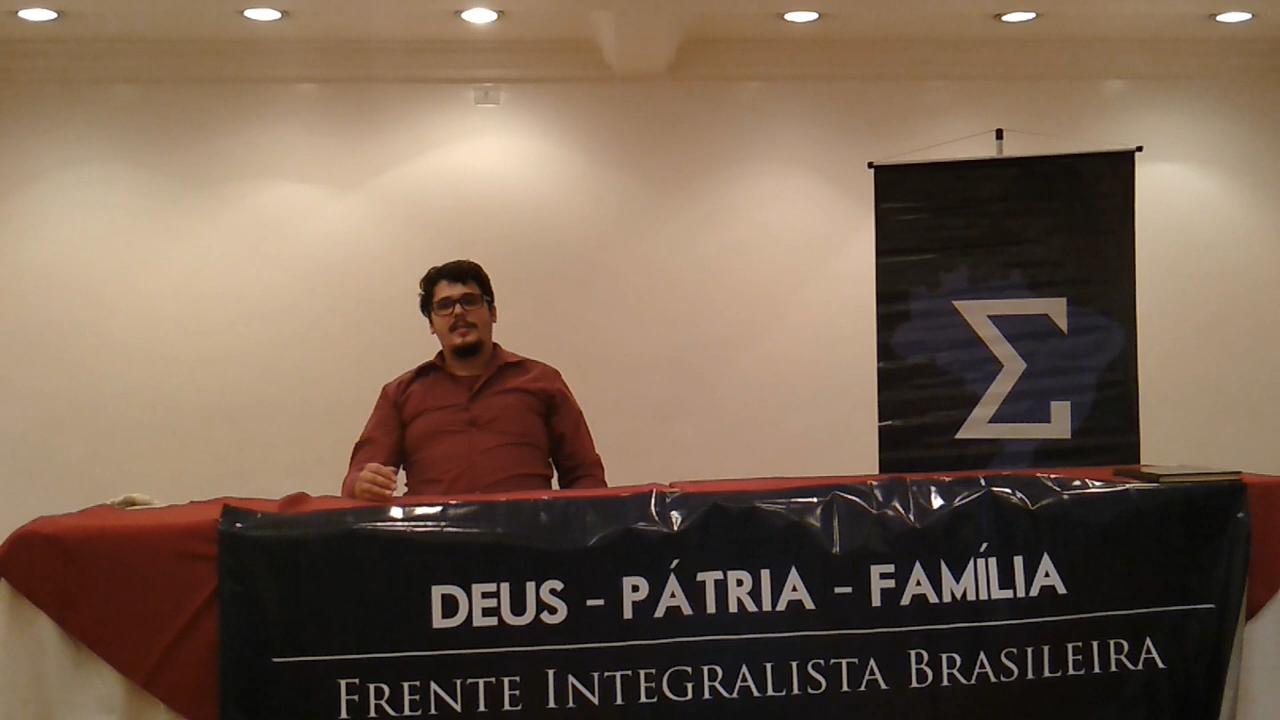 Σ
DEUS - PÁTRIA - FAMÍLIA
FRENTE INTEGRALISTA BRASILEIRA